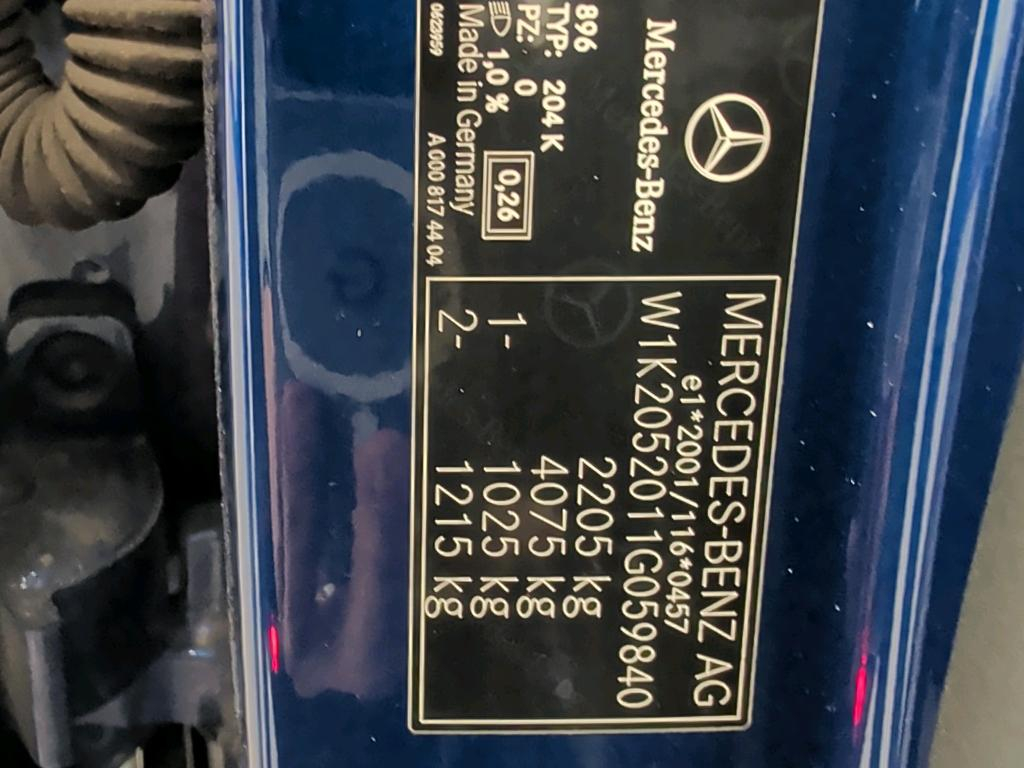 Mercedes-Benz
896
TYP: 204 K
PZ: 0
1,0 %
0,26
Made in Germany
0423959
A 000 817 44 04
MERCEDES-BENZ AG
e1*2001/116*0457
W1K2052011G059840
2205 kg
4075 kg
1- 1025 kg
2- 1215 kg